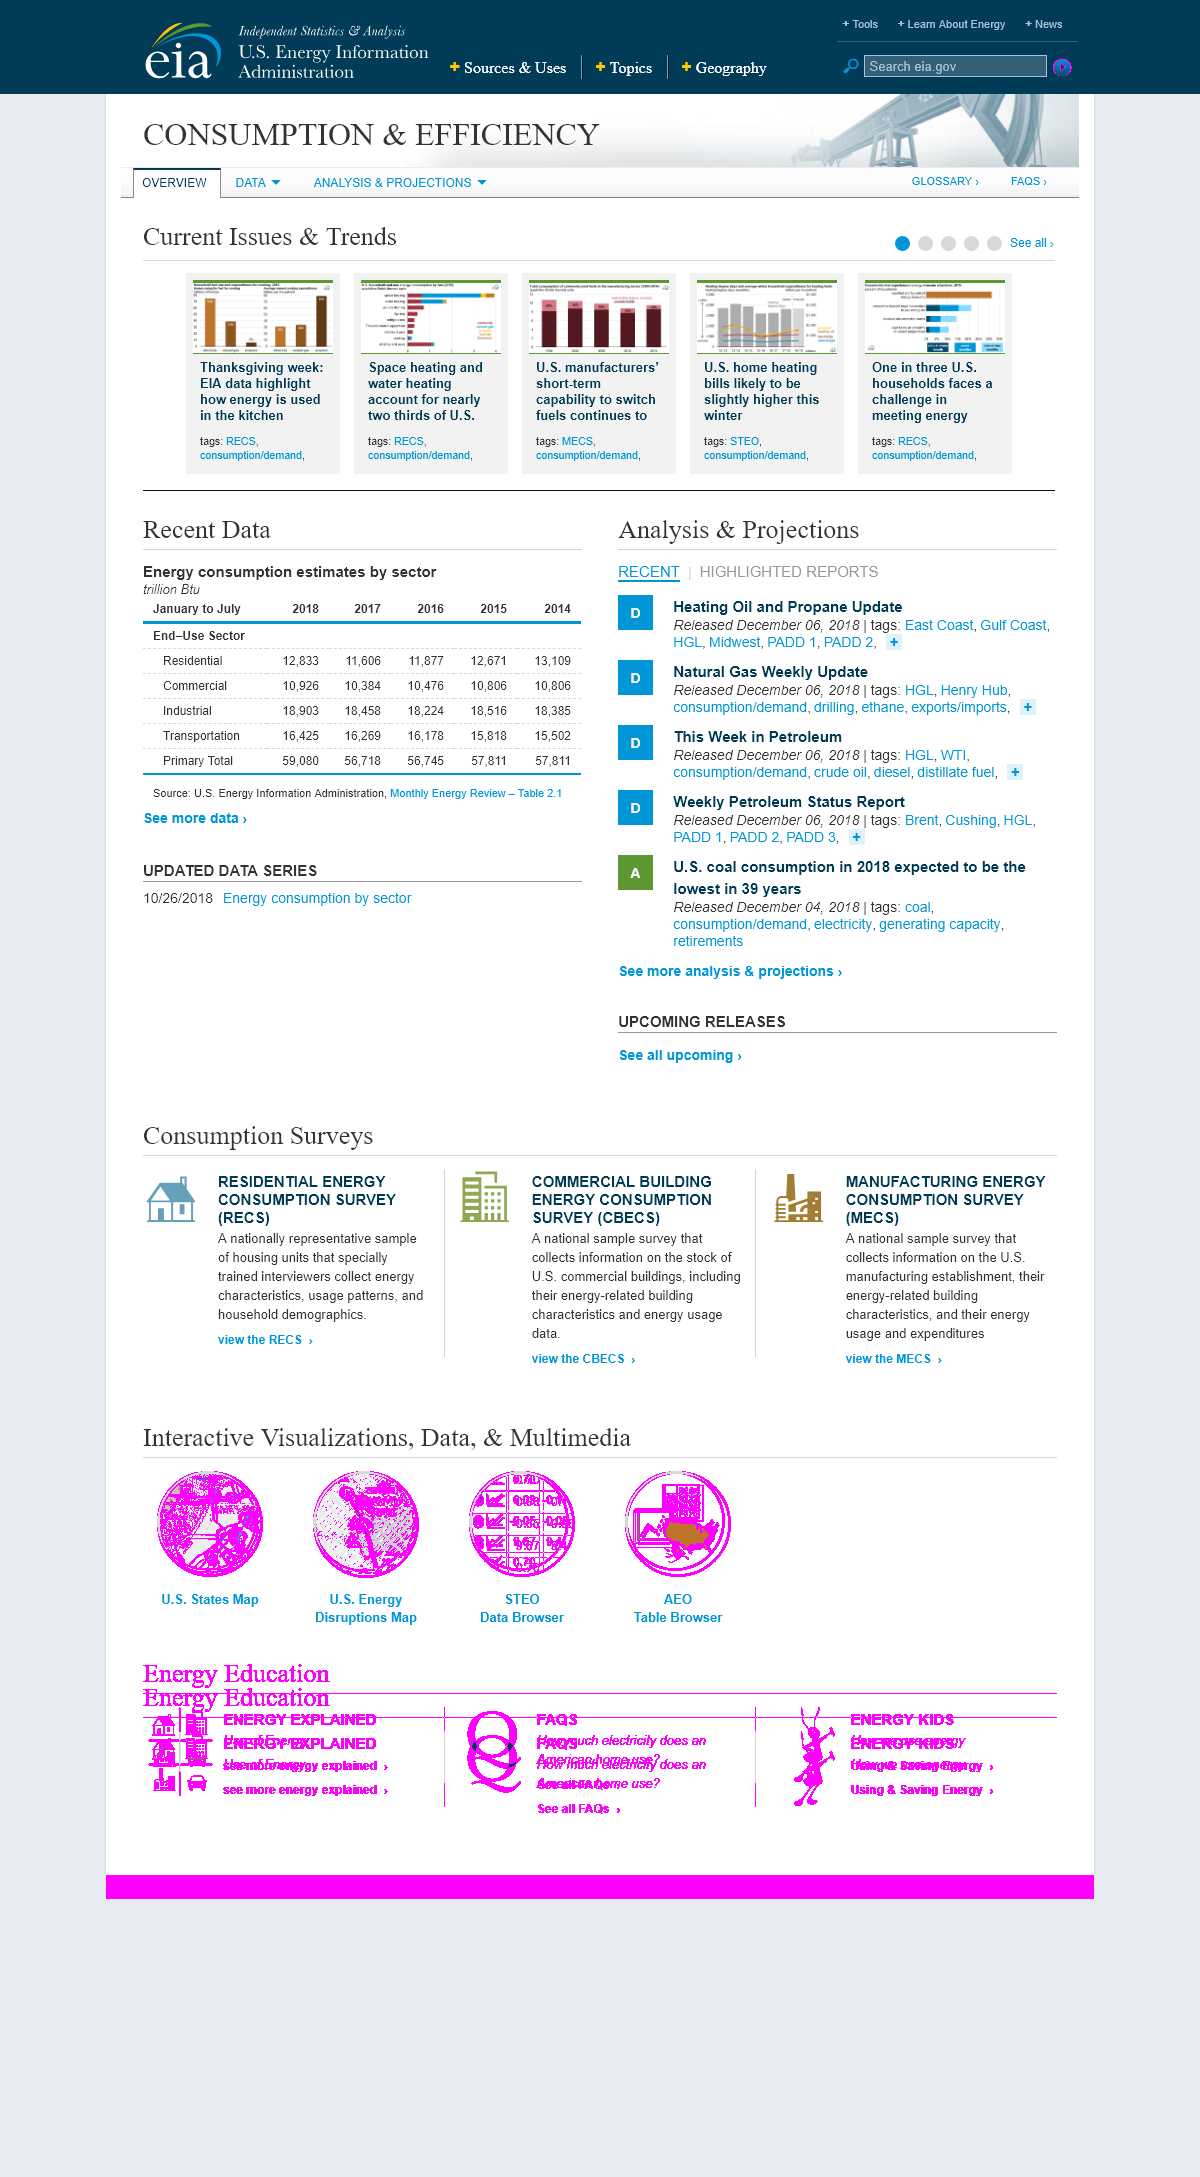 + Tools + Learn About Energy + News
Independent Statistics & Analysis
eia U.S. Energy Information
Administration
+ Sources & Uses + Topics + Geography
Search eia.gov
CONSUMPTION & EFFICIENCY
OVERVIEW DATA ANALYSIS & PROJECTIONS GLOSSARY › FAQS ›
Current Issues & Trends
See all ›
Thanksgiving week:
EIA data highlight
how energy is used
in the kitchen
tags: RECS,
consumption/demand,
Space heating and
water heating
account for nearly
two thirds of U.S.
tags: RECS,
consumption/demand,
U.S. manufacturers'
short-term
capability to switch
fuels continues to
tags: MECS,
consumption/demand,
U.S. home heating
bills likely to be
slightly higher this
winter
tags: STEO,
consumption/demand,
One in three U.S.
households faces a
challenge in
meeting energy
tags: RECS,
consumption/demand,
Recent Data
Energy consumption estimates by sector
trillion Btu
January to July 2018 2017 2016 2015 2014
End–Use Sector
Residential 12,833 11,606 11,877 12,671 13,109
Commercial 10,926 10,384 10,476 10,806 10,806
Industrial 18,903 18,458 18,224 18,516 18,385
Transportation 16,425 16,269 16,178 15,818 15,502
Primary Total 59,080 56,718 56,745 57,811 57,811
Source: U.S. Energy Information Administration, Monthly Energy Review – Table 2.1
See more data ›
UPDATED DATA SERIES
10/26/2018 Energy consumption by sector
Analysis & Projections
RECENT | HIGHLIGHTED REPORTS
D Heating Oil and Propane Update
Released December 06, 2018 | tags: East Coast, Gulf Coast,
HGL, Midwest, PADD 1, PADD 2, +
D Natural Gas Weekly Update
Released December 06, 2018 | tags: HGL, Henry Hub,
consumption/demand, drilling, ethane, exports/imports, +
D This Week in Petroleum
Released December 06, 2018 | tags: HGL, WTI,
consumption/demand, crude oil, diesel, distillate fuel, +
D Weekly Petroleum Status Report
Released December 06, 2018 | tags: Brent, Cushing, HGL,
PADD 1, PADD 2, PADD 3, +
A U.S. coal consumption in 2018 expected to be the
lowest in 39 years
Released December 04, 2018 | tags: coal,
consumption/demand, electricity, generating capacity,
retirements
See more analysis & projections ›
UPCOMING RELEASES
See all upcoming ›
Consumption Surveys
RESIDENTIAL ENERGY
CONSUMPTION SURVEY
(RECS)
A nationally representative sample
of housing units that specially
trained interviewers collect energy
characteristics, usage patterns, and
household demographics.
view the RECS ›
COMMERCIAL BUILDING
ENERGY CONSUMPTION
SURVEY (CBECS)
A national sample survey that
collects information on the stock of
U.S. commercial buildings, including
their energy-related building
characteristics and energy usage
data.
view the CBECS ›
MANUFACTURING ENERGY
CONSUMPTION SURVEY
(MECS)
A national sample survey that
collects information on the U.S.
manufacturing establishment, their
energy-related building
characteristics, and their energy
usage and expenditures
view the MECS ›
Interactive Visualizations, Data, & Multimedia
U.S. States Map
U.S. Energy
Disruptions Map
STEO
Data Browser
AEO
Table Browser
Energy Education
Energy Education
ENERGY EXPLAINED
ENERGY EXPLAINED
see more energy explained ›
see more energy explained ›
FAQS
FAQS
How much electricity does an
American home use?
How much electricity does an
American home use?
See all FAQs ›
ENERGY KIDS
ENERGY KIDS
Using & Saving Energy ›
Using & Saving Energy ›